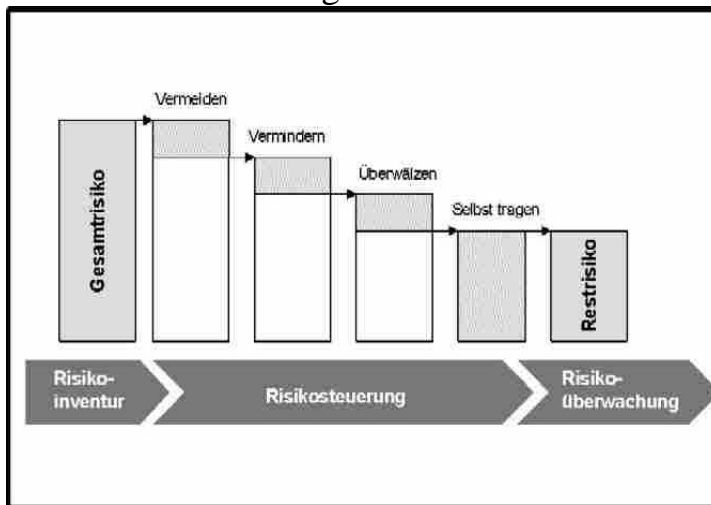 Vermeiden
Vermindern
Überwälzen
Selbst tragen
Gesamtrisiko
Restrisiko
Risiko-
inventur
Risikosteuerung
Risiko-
überwachung